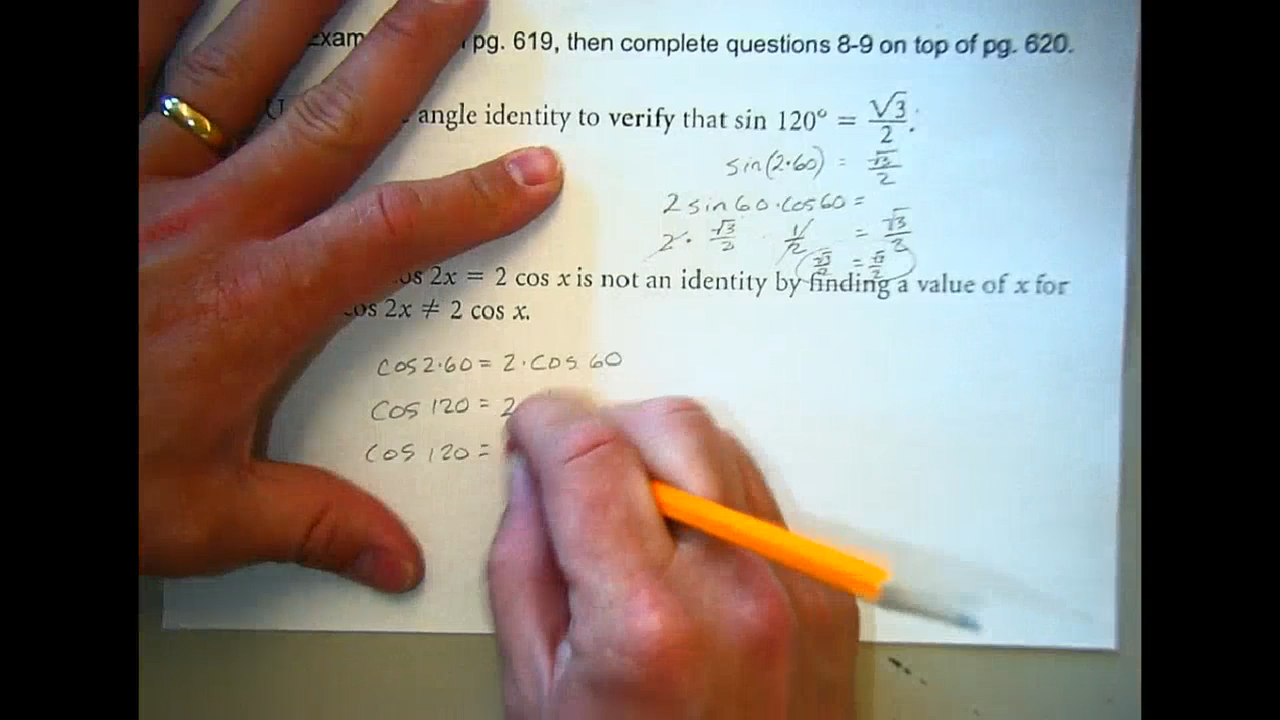 pg. 619, then complete questions 8-9 on top of pg. 620.
angle identity to verify that sin 120° = √3/2.
sin(2·60) = √3/2
2 sin 60 · cos 60 =
2 · √3/2 · 1/2 = √3/2
√3/2 = √3/2
2x = 2 cos x is not an identity by finding a value of x for
2x ≠ 2 cos x.
cos 2·60 = 2·cos 60
cos 120 = 2
cos 120 =